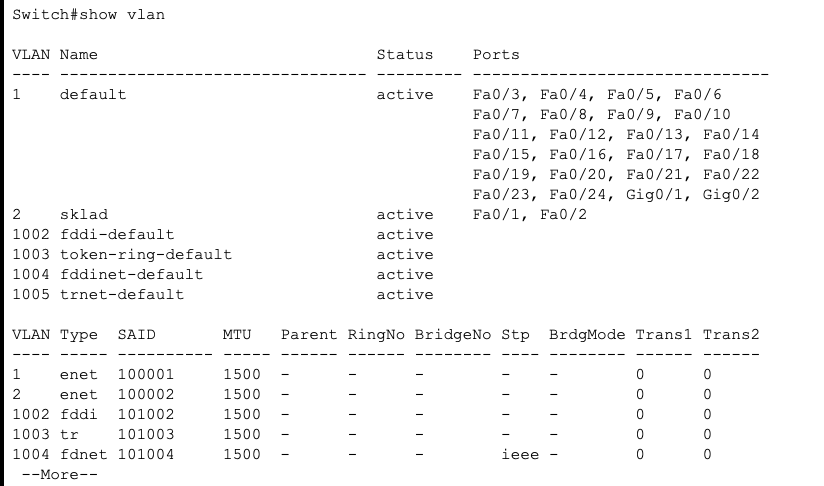 Switch#show vlan
VLAN Name                             Status    Ports
---- -------------------------------- --------- -------------------------------
1    default                          active    Fa0/3, Fa0/4, Fa0/5, Fa0/6
                                                Fa0/7, Fa0/8, Fa0/9, Fa0/10
                                                Fa0/11, Fa0/12, Fa0/13, Fa0/14
                                                Fa0/15, Fa0/16, Fa0/17, Fa0/18
                                                Fa0/19, Fa0/20, Fa0/21, Fa0/22
                                                Fa0/23, Fa0/24, Gig0/1, Gig0/2
2    sklad                            active    Fa0/1, Fa0/2
1002 fddi-default                     active
1003 token-ring-default               active
1004 fddinet-default                  active
1005 trnet-default                    active
VLAN Type  SAID       MTU   Parent RingNo BridgeNo Stp  BrdgMode Trans1 Trans2
---- ----- ---------- ----- ------ ------ -------- ---- -------- ------ ------
1    enet  100001     1500  -      -      -        -    -        0      0
2    enet  100002     1500  -      -      -        -    -        0      0
1002 fddi  101002     1500  -      -      -        -    -        0      0
1003 tr    101003     1500  -      -      -        -    -        0      0
1004 fdnet 101004     1500  -      -      -        ieee -        0      0
 --More--